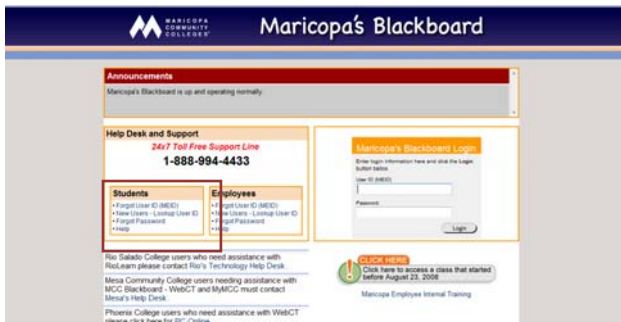 MARICOPA
COMMUNITY
COLLEGES
Maricopa's Blackboard
Announcements
Maricopa's Blackboard is up and operating normally.
Help Desk and Support
24x7 Toll Free Support Line
1-888-994-4433
Students
• Forgot User ID (MEID)
• New Users - Lookup User ID
• Forgot Password
• Help
Employees
• Forgot User ID (MEID)
• New Users - Lookup User ID
• Forgot Password
• Help
Maricopa's Blackboard Login
Enter login information here and click the Login
button below.
User ID (MEID)
Password
Login
Rio Salado College users who need assistance with
RioLearn please contact Rio's Technology Help Desk.
Mesa Community College users needing assistance with
MCC Blackboard - WebCT and MyMCC must contact
Mesa's Help Desk.
Phoenix College users who need assistance with WebCT
please click here for PC Online
CLICK HERE
Click here to access a class that started
before August 23, 2008
Maricopa Employee Internal Training